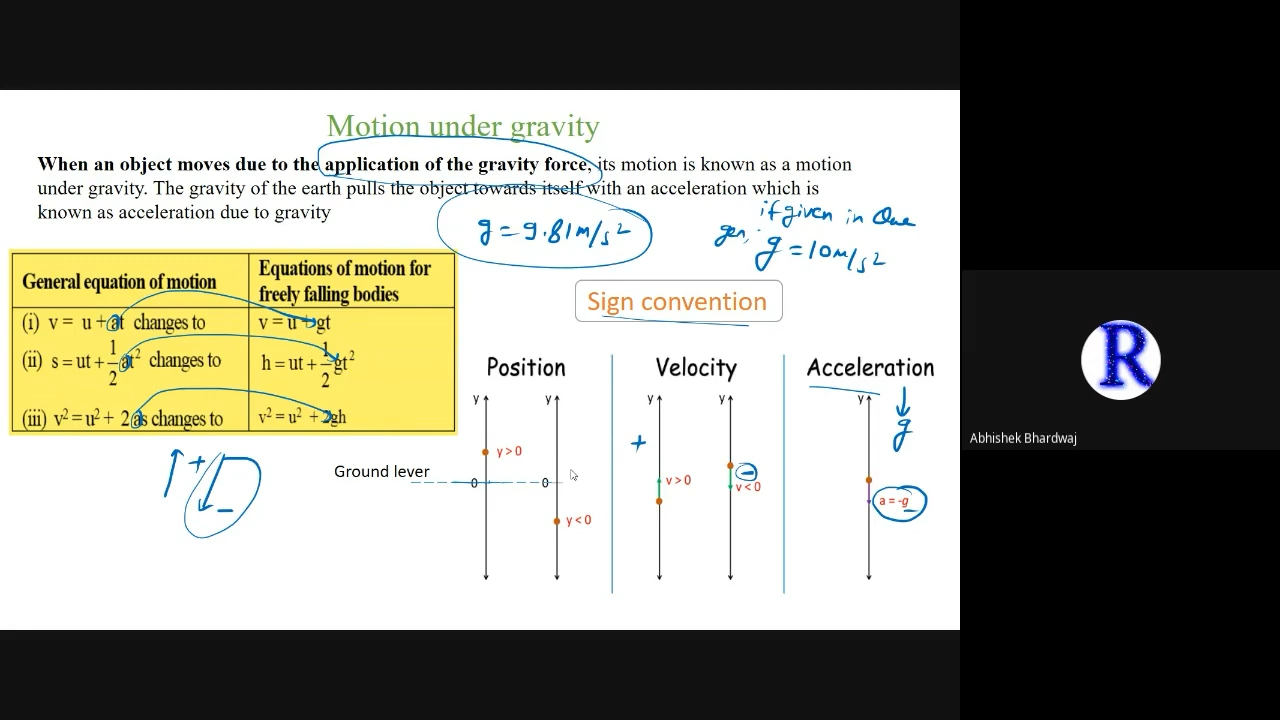 Motion under gravity
When an object moves due to the application of the gravity force, its motion is known as a motion
under gravity. The gravity of the earth pulls the object towards itself with an acceleration which is
known as acceleration due to gravity
g = 9.81 m/s²
if given in Que
g = 10 m/s²
General equation of motion
Equations of motion for
freely falling bodies
(i) v = u + at changes to
v = u + gt
(ii) s = ut + 1/2 at² changes to
h = ut + 1/2 gt²
(iii) v² = u² + 2as changes to
v² = u² + 2gh
+
−
Sign convention
Position
Velocity
Acceleration
y
y
y
y
y
g
+
y > 0
Ground lever
0
0
y < 0
v > 0
−
v < 0
a = -g
R
Abhishek Bhardwaj